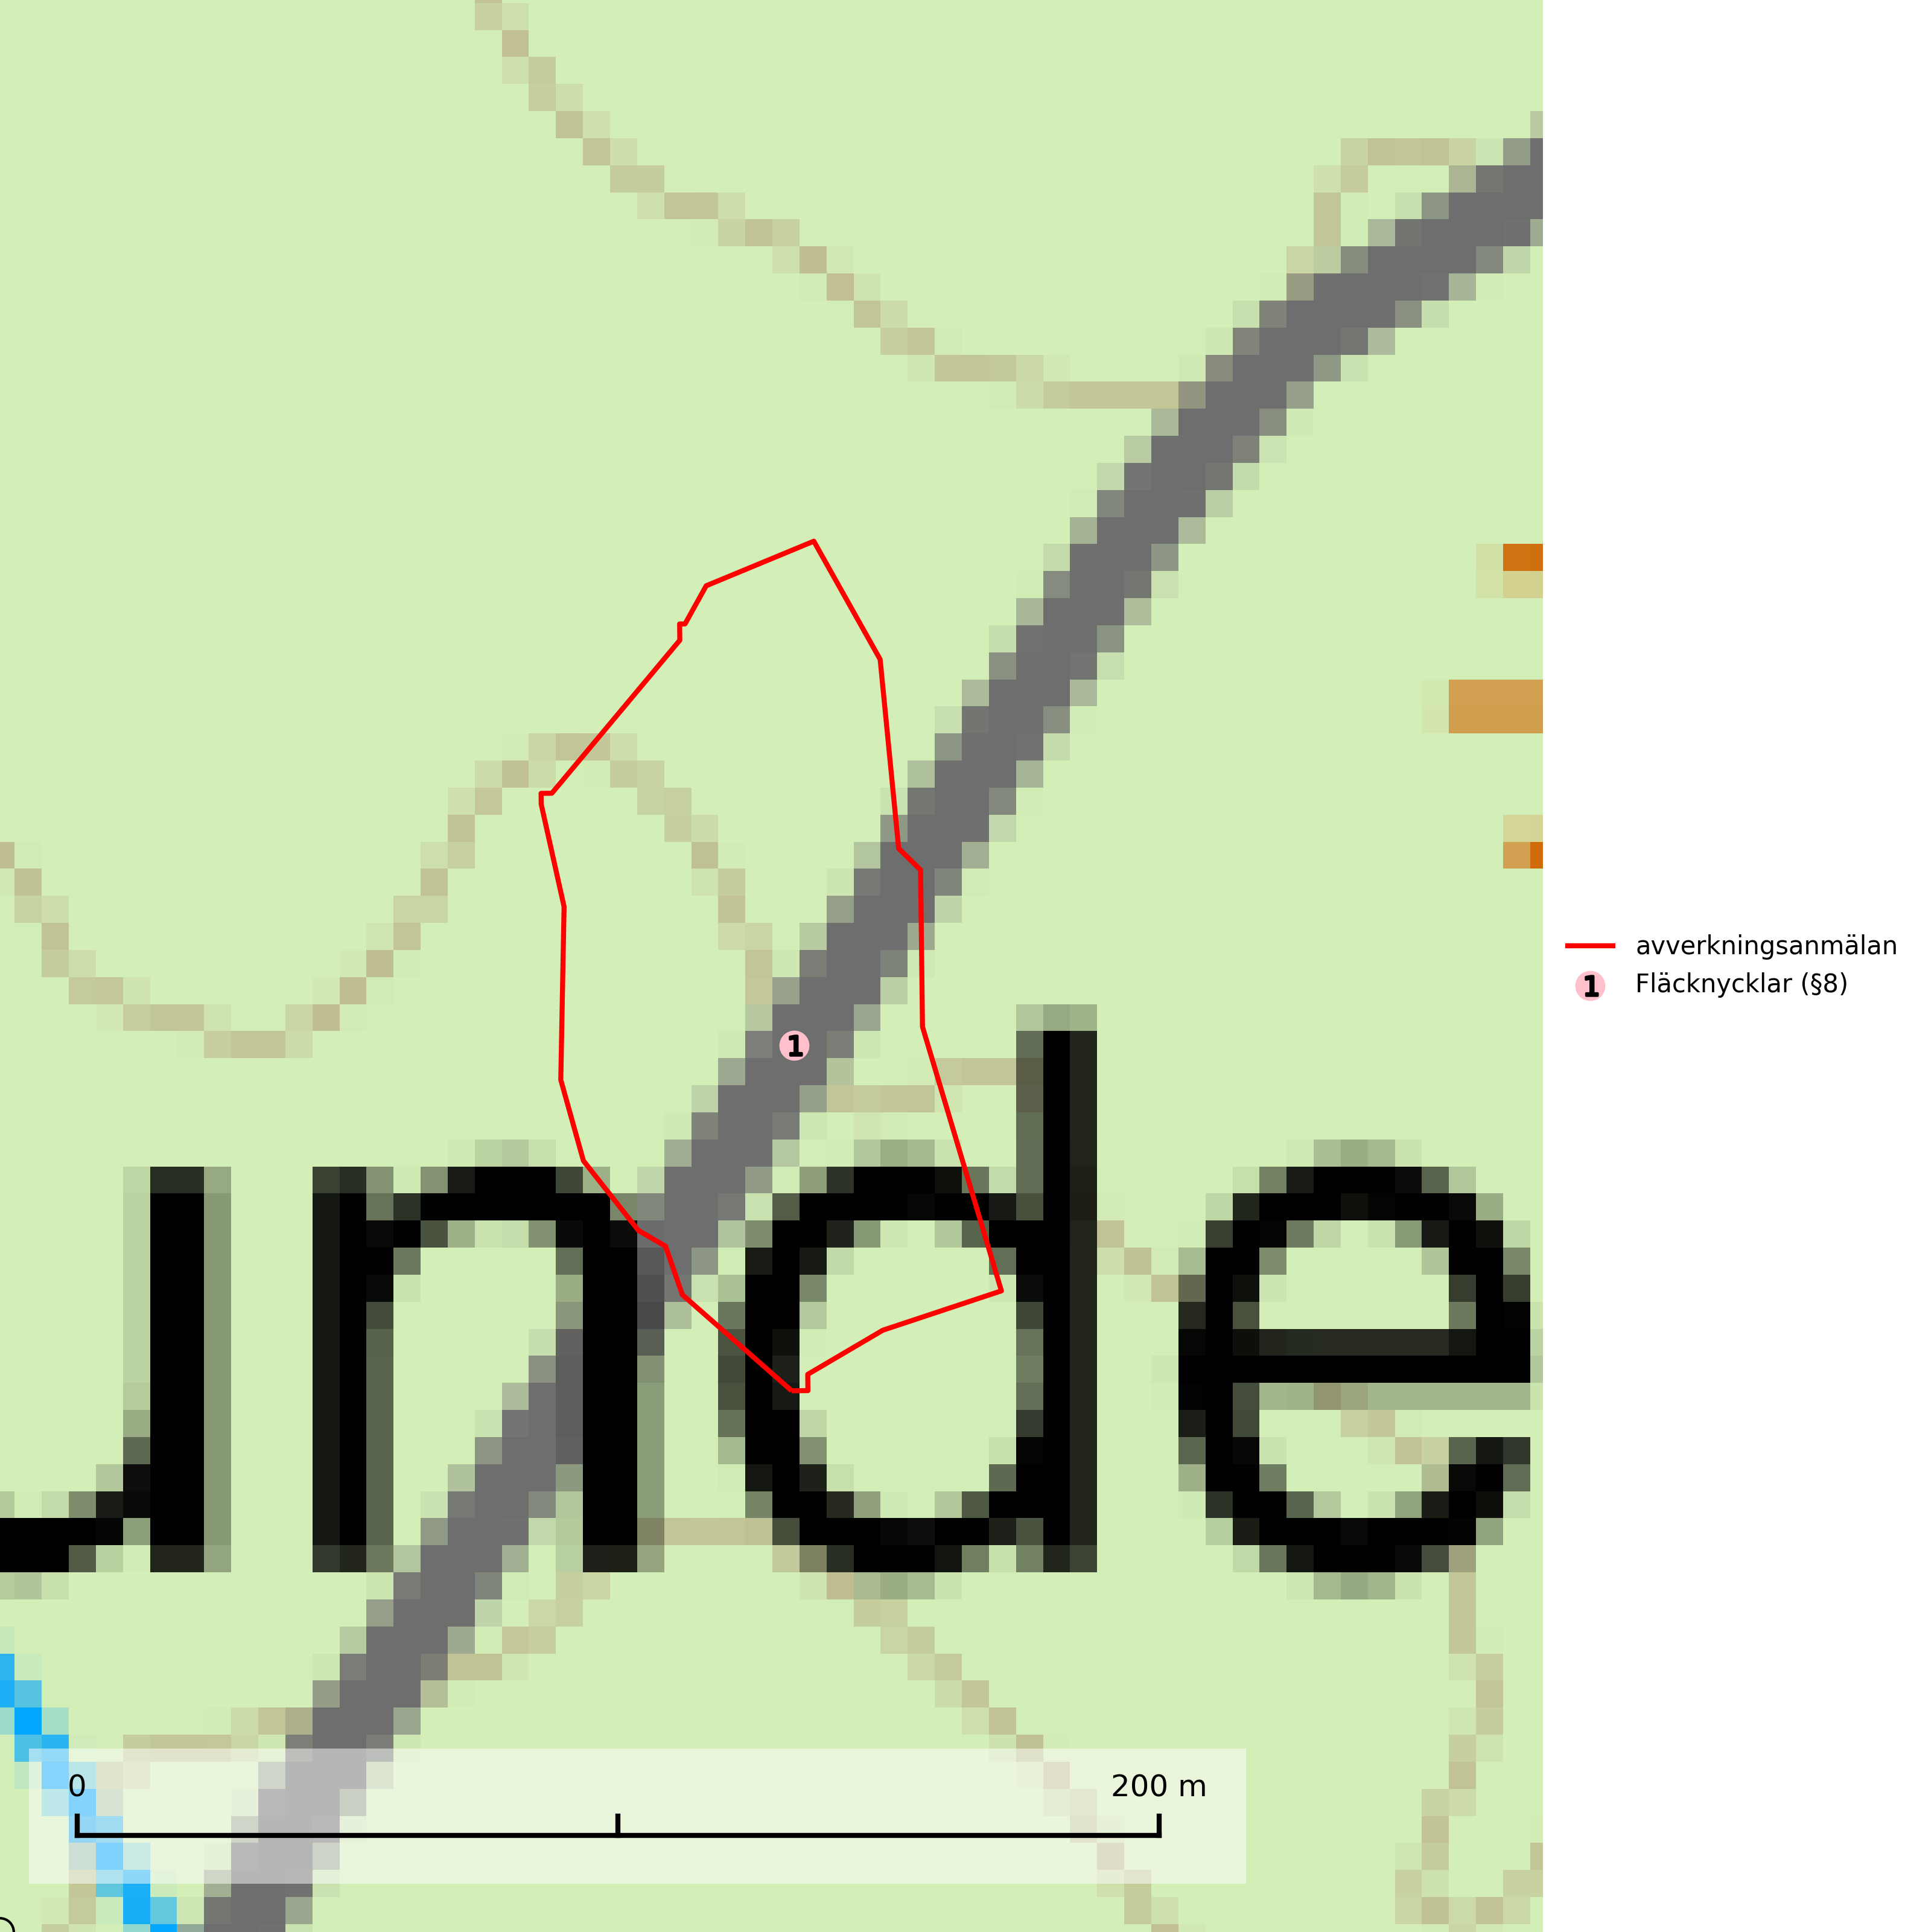 unde
1
0 200 m
avverkningsanmälan
1 Fläcknycklar (§8)